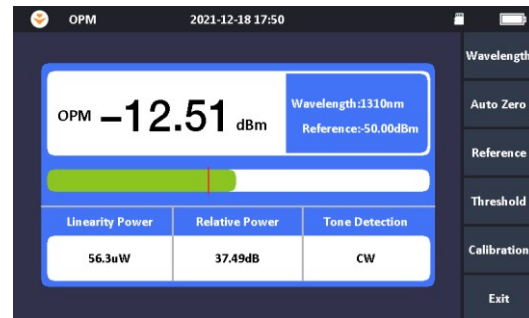 OPM 2021-12-18 17:50
Wavelength
Auto Zero
Reference
Threshold
Calibration
Exit
OPM -12.51 dBm
Wavelength:1310nm
Reference:-50.00dBm
Linearity Power Relative Power Tone Detection
56.3uW 37.49dB CW